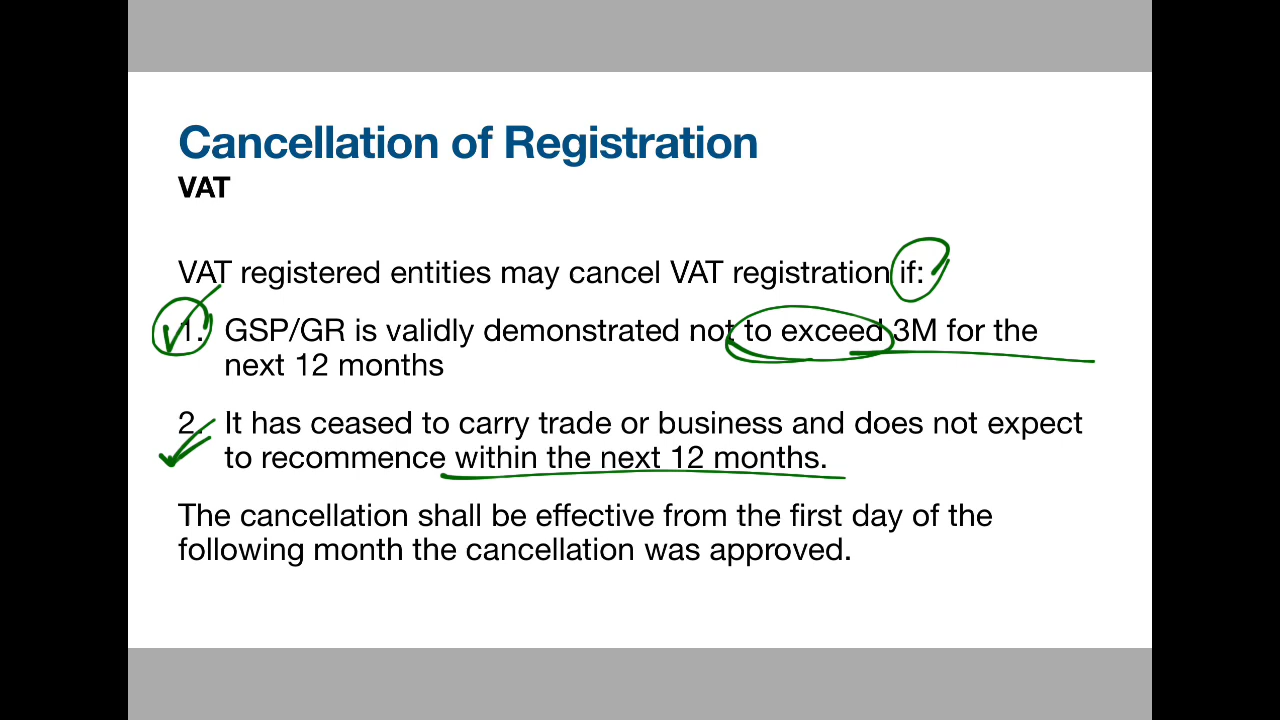 Cancellation of Registration
VAT
VAT registered entities may cancel VAT registration if:
1. GSP/GR is validly demonstrated not to exceed 3M for the
next 12 months
2. It has ceased to carry trade or business and does not expect
to recommence within the next 12 months.
The cancellation shall be effective from the first day of the
following month the cancellation was approved.